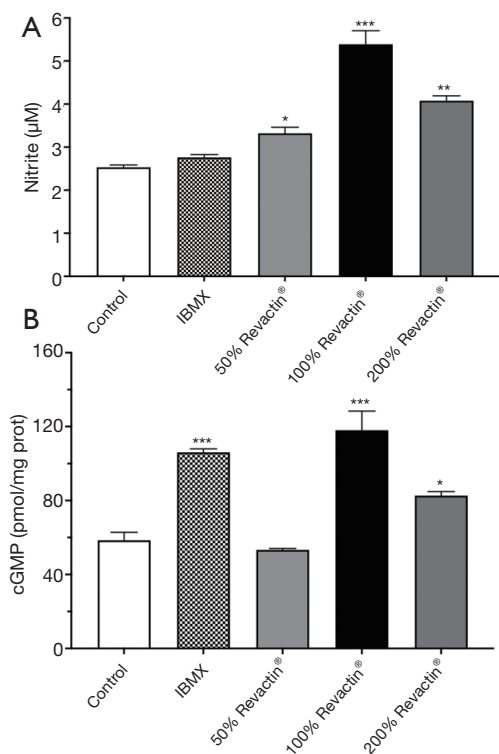 A
Nitrite (μM)
6
5
4
3
2
1
0
*
***
**
Control
IBMX
50% Revactin®
100% Revactin®
200% Revactin®
B
cGMP (pmol/mg prot)
160
120
80
40
0
***
***
*
Control
IBMX
50% Revactin®
100% Revactin®
200% Revactin®